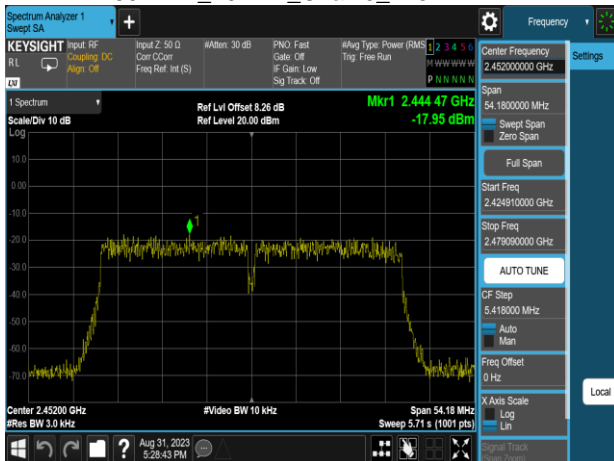 Spectrum Analyzer 1
Swept SA
Frequency
KEYSIGHT
RL
LXI
Input: RF
Coupling: DC
Align: Off
Input Z: 50 Ω
Corr CCorr
Freq Ref: Int (S)
#Atten: 30 dB
PNO: Fast
Gate: Off
IF Gain: Low
Sig Track: Off
#Avg Type: Power (RMS
Trig: Free Run
1 2 3 4 5 6
M W W W W W
P N N N N N
1 Spectrum
Scale/Div 10 dB
Log
Ref Lvl Offset 8.26 dB
Ref Level 20.00 dBm
Mkr1 2.444 47 GHz
-17.95 dBm
10.0
0.00
-10.0
-20.0
-30.0
-40.0
-50.0
-60.0
-70.0
1
Center 2.45200 GHz
#Res BW 3.0 kHz
#Video BW 10 kHz
Span 54.18 MHz
Sweep 5.71 s (1001 pts)
Aug 31, 2023
5:28:43 PM
Center Frequency
2.452000000 GHz
Span
54.1800000 MHz
Swept Span
Zero Span
Full Span
Start Freq
2.424910000 GHz
Stop Freq
2.479090000 GHz
AUTO TUNE
CF Step
5.418000 MHz
Auto
Man
Freq Offset
0 Hz
X Axis Scale
Log
Lin
Signal Track
(Span Zoom)
Settings
Local